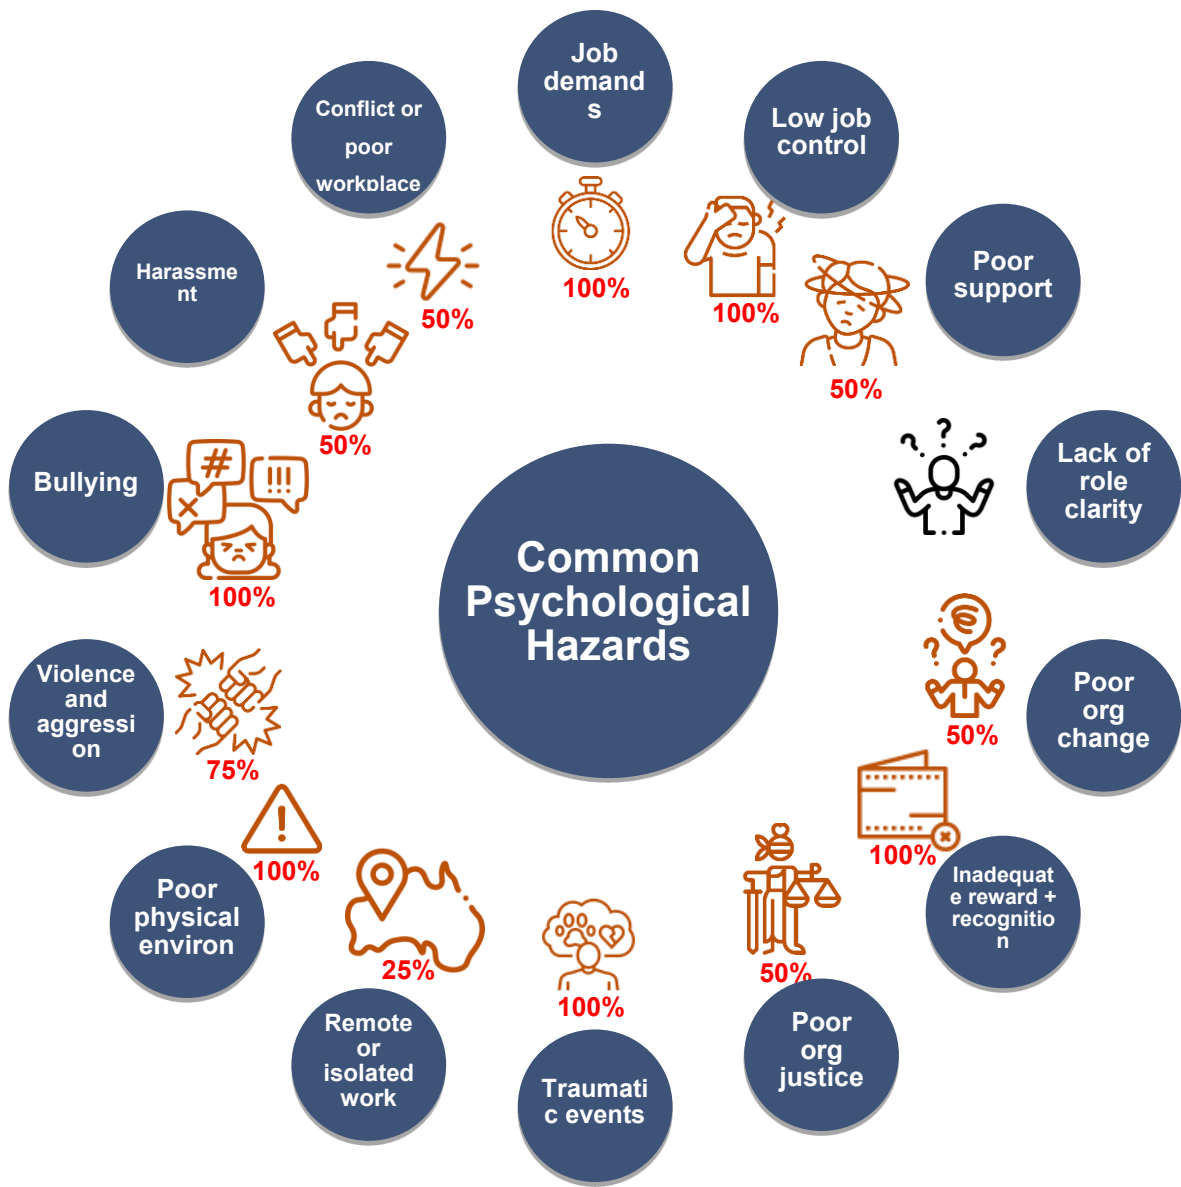 Job
demand
s
100%
Low job
control
100%
Poor
support
50%
Lack of
role
clarity
? ? ?
Poor
org
change
? ?
50%
Inadequat
e reward +
recognitio
n
100%
Poor
org
justice
50%
Traumati
c events
100%
Remote
or
isolated
work
25%
Poor
physical
environ
!
100%
Violence
and
aggressi
on
75%
Bullying
#
!!!
100%
Harassme
nt
50%
Conflict or
poor
workplace
50%
Common
Psychological
Hazards